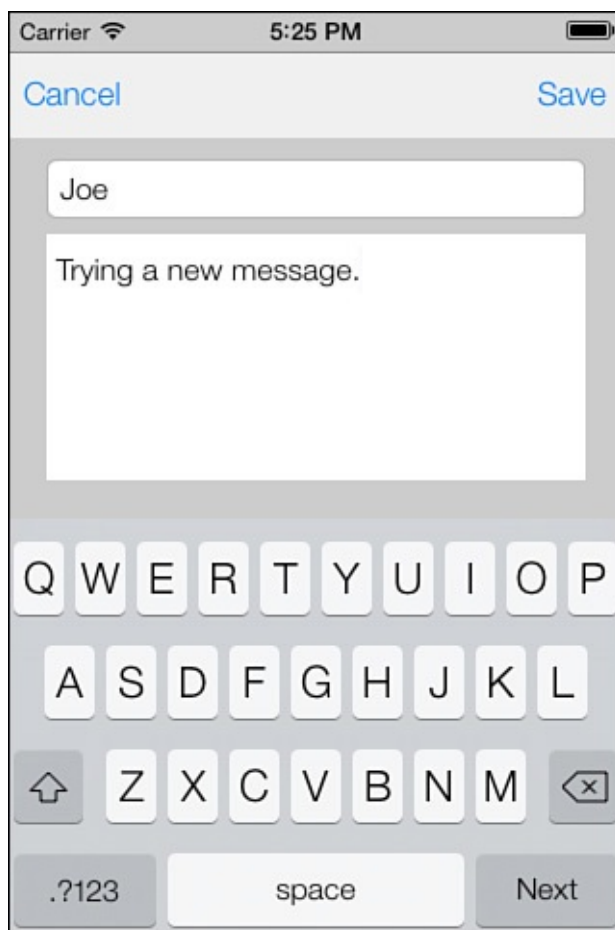 Carrier 5:25 PM
Cancel Save
Joe
Trying a new message.
Q W E R T Y U I O P
A S D F G H J K L
Z X C V B N M
.?123 space Next